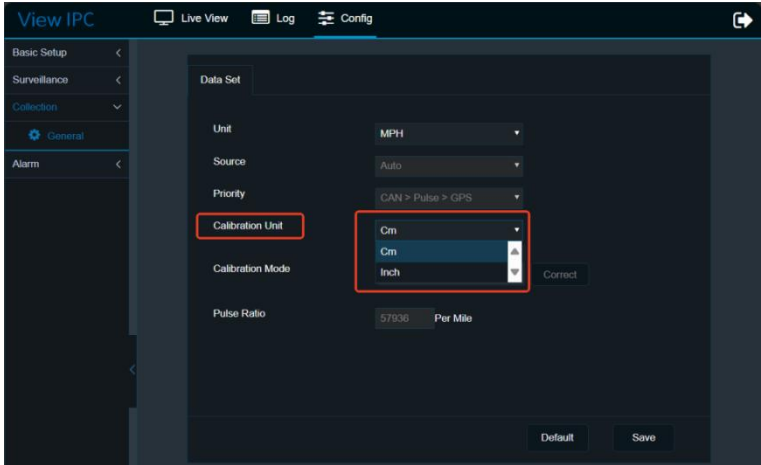 View IPC
Live View
Log
Config
Basic Setup
Surveillance
Collection
General
Alarm
Data Set
Unit
MPH
Source
Auto
Priority
CAN > Pulse > GPS
Calibration Unit
Cm
Cm
Inch
Calibration Mode
Correct
Pulse Ratio
57936 Per Mile
Default
Save